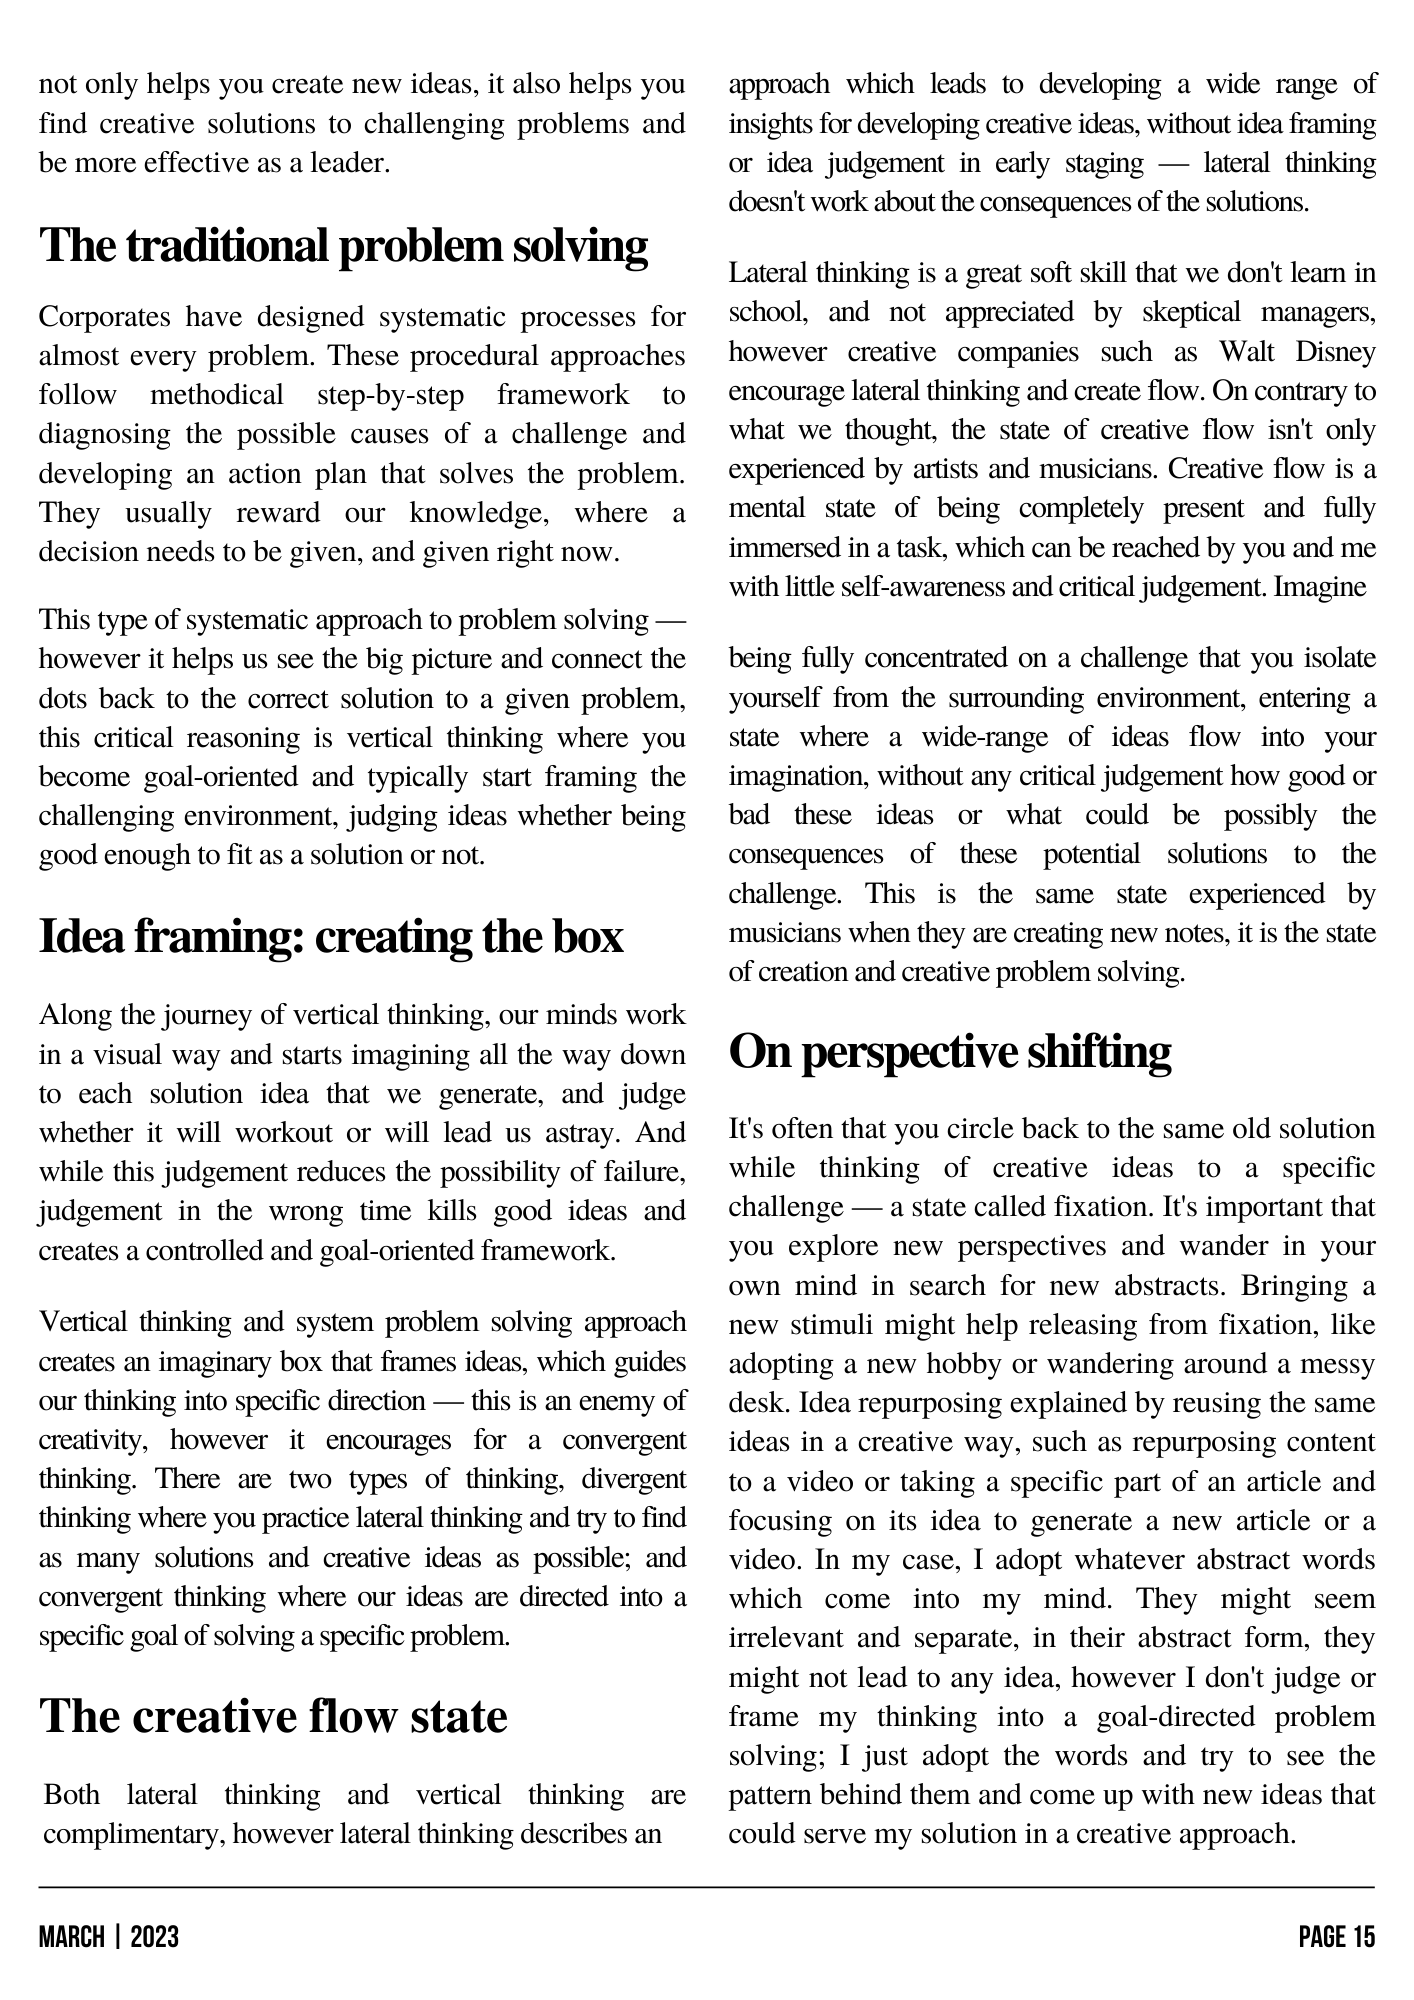 not only helps you create new ideas, it also helps you
find creative solutions to challenging problems and
be more effective as a leader.
The traditional problem solving
Corporates have designed systematic processes for
almost every problem. These procedural approaches
follow methodical step-by-step framework to
diagnosing the possible causes of a challenge and
developing an action plan that solves the problem.
They usually reward our knowledge, where a
decision needs to be given, and given right now.
This type of systematic approach to problem solving —
however it helps us see the big picture and connect the
dots back to the correct solution to a given problem,
this critical reasoning is vertical thinking where you
become goal-oriented and typically start framing the
challenging environment, judging ideas whether being
good enough to fit as a solution or not.
Idea framing: creating the box
Along the journey of vertical thinking, our minds work
in a visual way and starts imagining all the way down
to each solution idea that we generate, and judge
whether it will workout or will lead us astray. And
while this judgement reduces the possibility of failure,
judgement in the wrong time kills good ideas and
creates a controlled and goal-oriented framework.
Vertical thinking and system problem solving approach
creates an imaginary box that frames ideas, which guides
our thinking into specific direction — this is an enemy of
creativity, however it encourages for a convergent
thinking. There are two types of thinking, divergent
thinking where you practice lateral thinking and try to find
as many solutions and creative ideas as possible; and
convergent thinking where our ideas are directed into a
specific goal of solving a specific problem.
The creative flow state
Both lateral thinking and vertical thinking are
complimentary, however lateral thinking describes an
approach which leads to developing a wide range of
insights for developing creative ideas, without idea framing
or idea judgement in early staging — lateral thinking
doesn't work about the consequences of the solutions.
Lateral thinking is a great soft skill that we don't learn in
school, and not appreciated by skeptical managers,
however creative companies such as Walt Disney
encourage lateral thinking and create flow. On contrary to
what we thought, the state of creative flow isn't only
experienced by artists and musicians. Creative flow is a
mental state of being completely present and fully
immersed in a task, which can be reached by you and me
with little self-awareness and critical judgement. Imagine
being fully concentrated on a challenge that you isolate
yourself from the surrounding environment, entering a
state where a wide-range of ideas flow into your
imagination, without any critical judgement how good or
bad these ideas or what could be possibly the
consequences of these potential solutions to the
challenge. This is the same state experienced by
musicians when they are creating new notes, it is the state
of creation and creative problem solving.
On perspective shifting
It's often that you circle back to the same old solution
while thinking of creative ideas to a specific
challenge — a state called fixation. It's important that
you explore new perspectives and wander in your
own mind in search for new abstracts. Bringing a
new stimuli might help releasing from fixation, like
adopting a new hobby or wandering around a messy
desk. Idea repurposing explained by reusing the same
ideas in a creative way, such as repurposing content
to a video or taking a specific part of an article and
focusing on its idea to generate a new article or a
video. In my case, I adopt whatever abstract words
which come into my mind. They might seem
irrelevant and separate, in their abstract form, they
might not lead to any idea, however I don't judge or
frame my thinking into a goal-directed problem
solving; I just adopt the words and try to see the
pattern behind them and come up with new ideas that
could serve my solution in a creative approach.
MARCH | 2023
PAGE 15